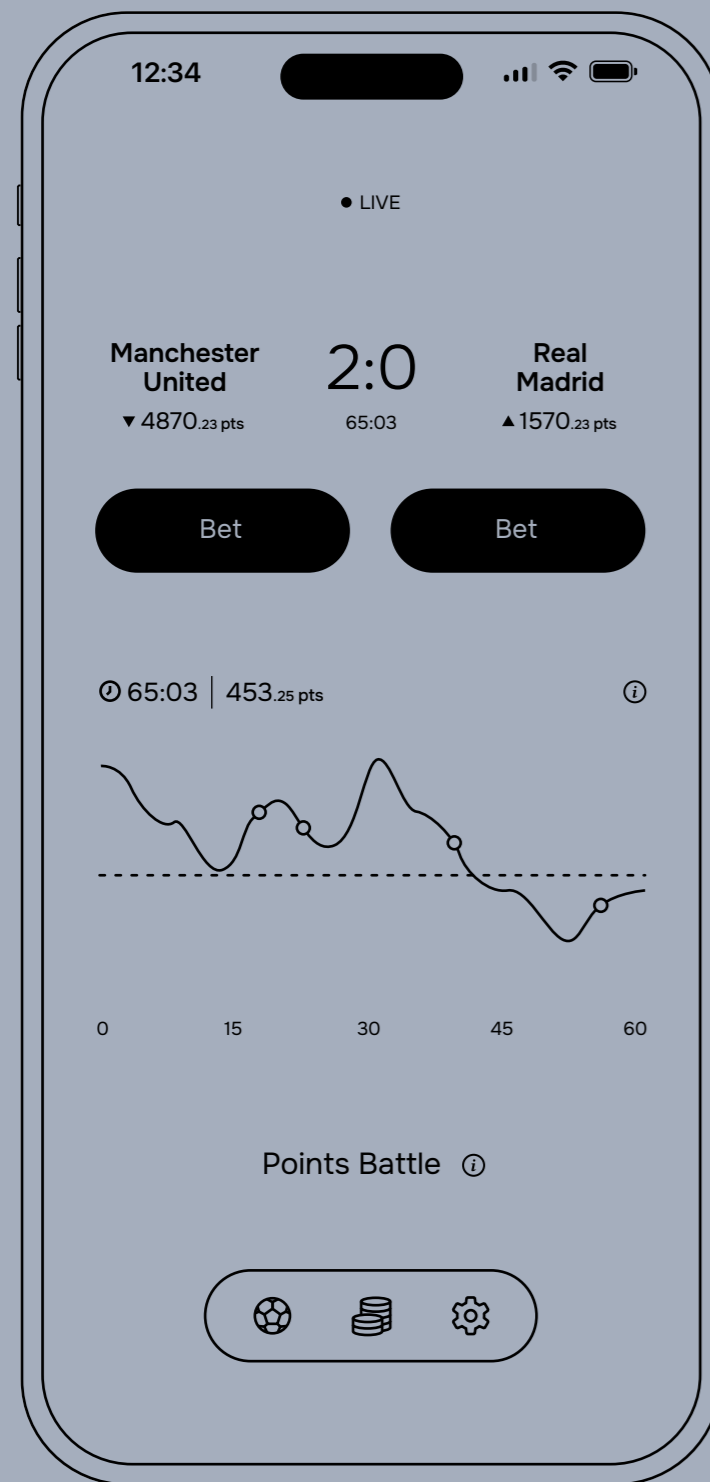 12:34
LIVE
Manchester United
2:0
Real Madrid
▼ 4870.23 pts
65:03
▲ 1570.23 pts
Bet
Bet
65:03 | 453.25 pts
0 15 30 45 60
Points Battle